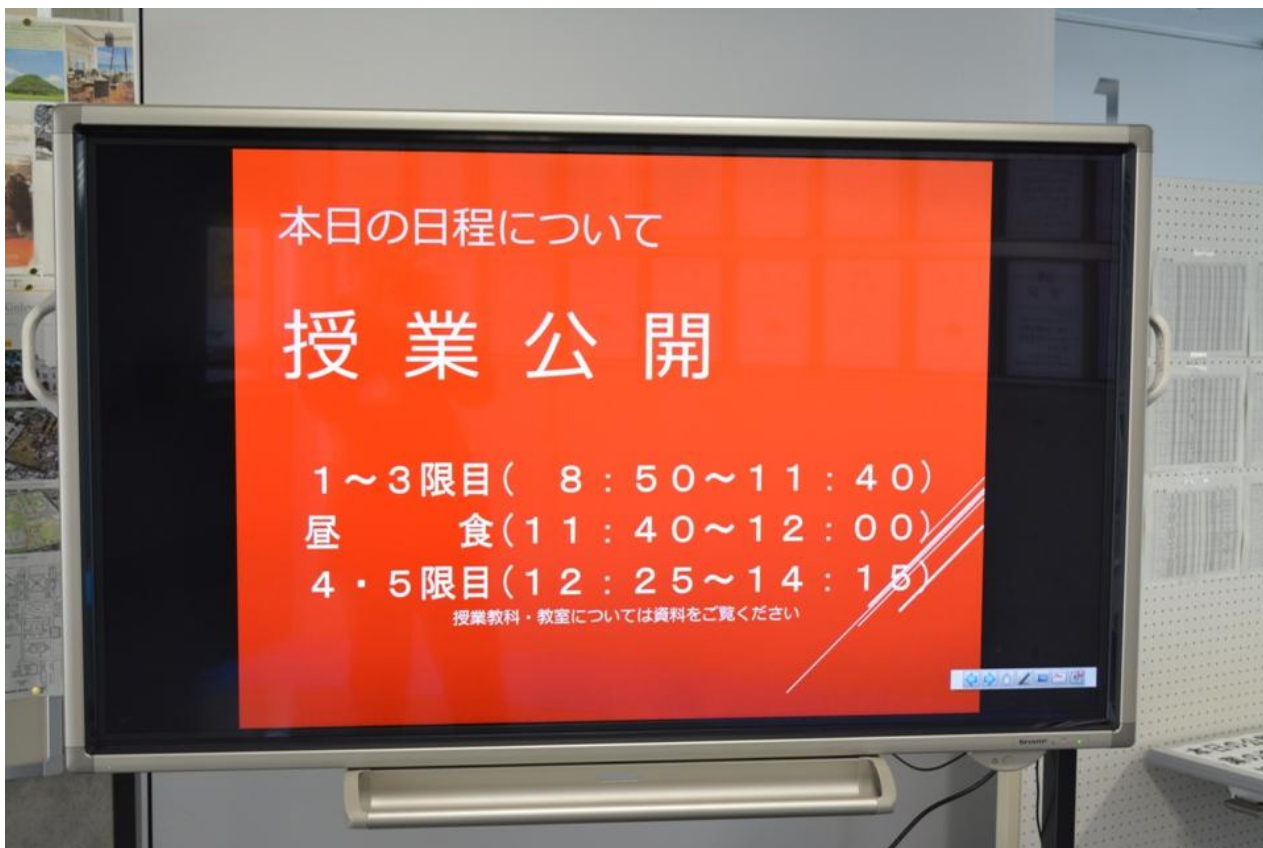 本日の日程について
授業公開
1～3限目(　8：50～11：40)
昼　　食(11：40～12：00)
4・5限目(12：25～14：15)
授業教科・教室については資料をご覧ください
SHARP